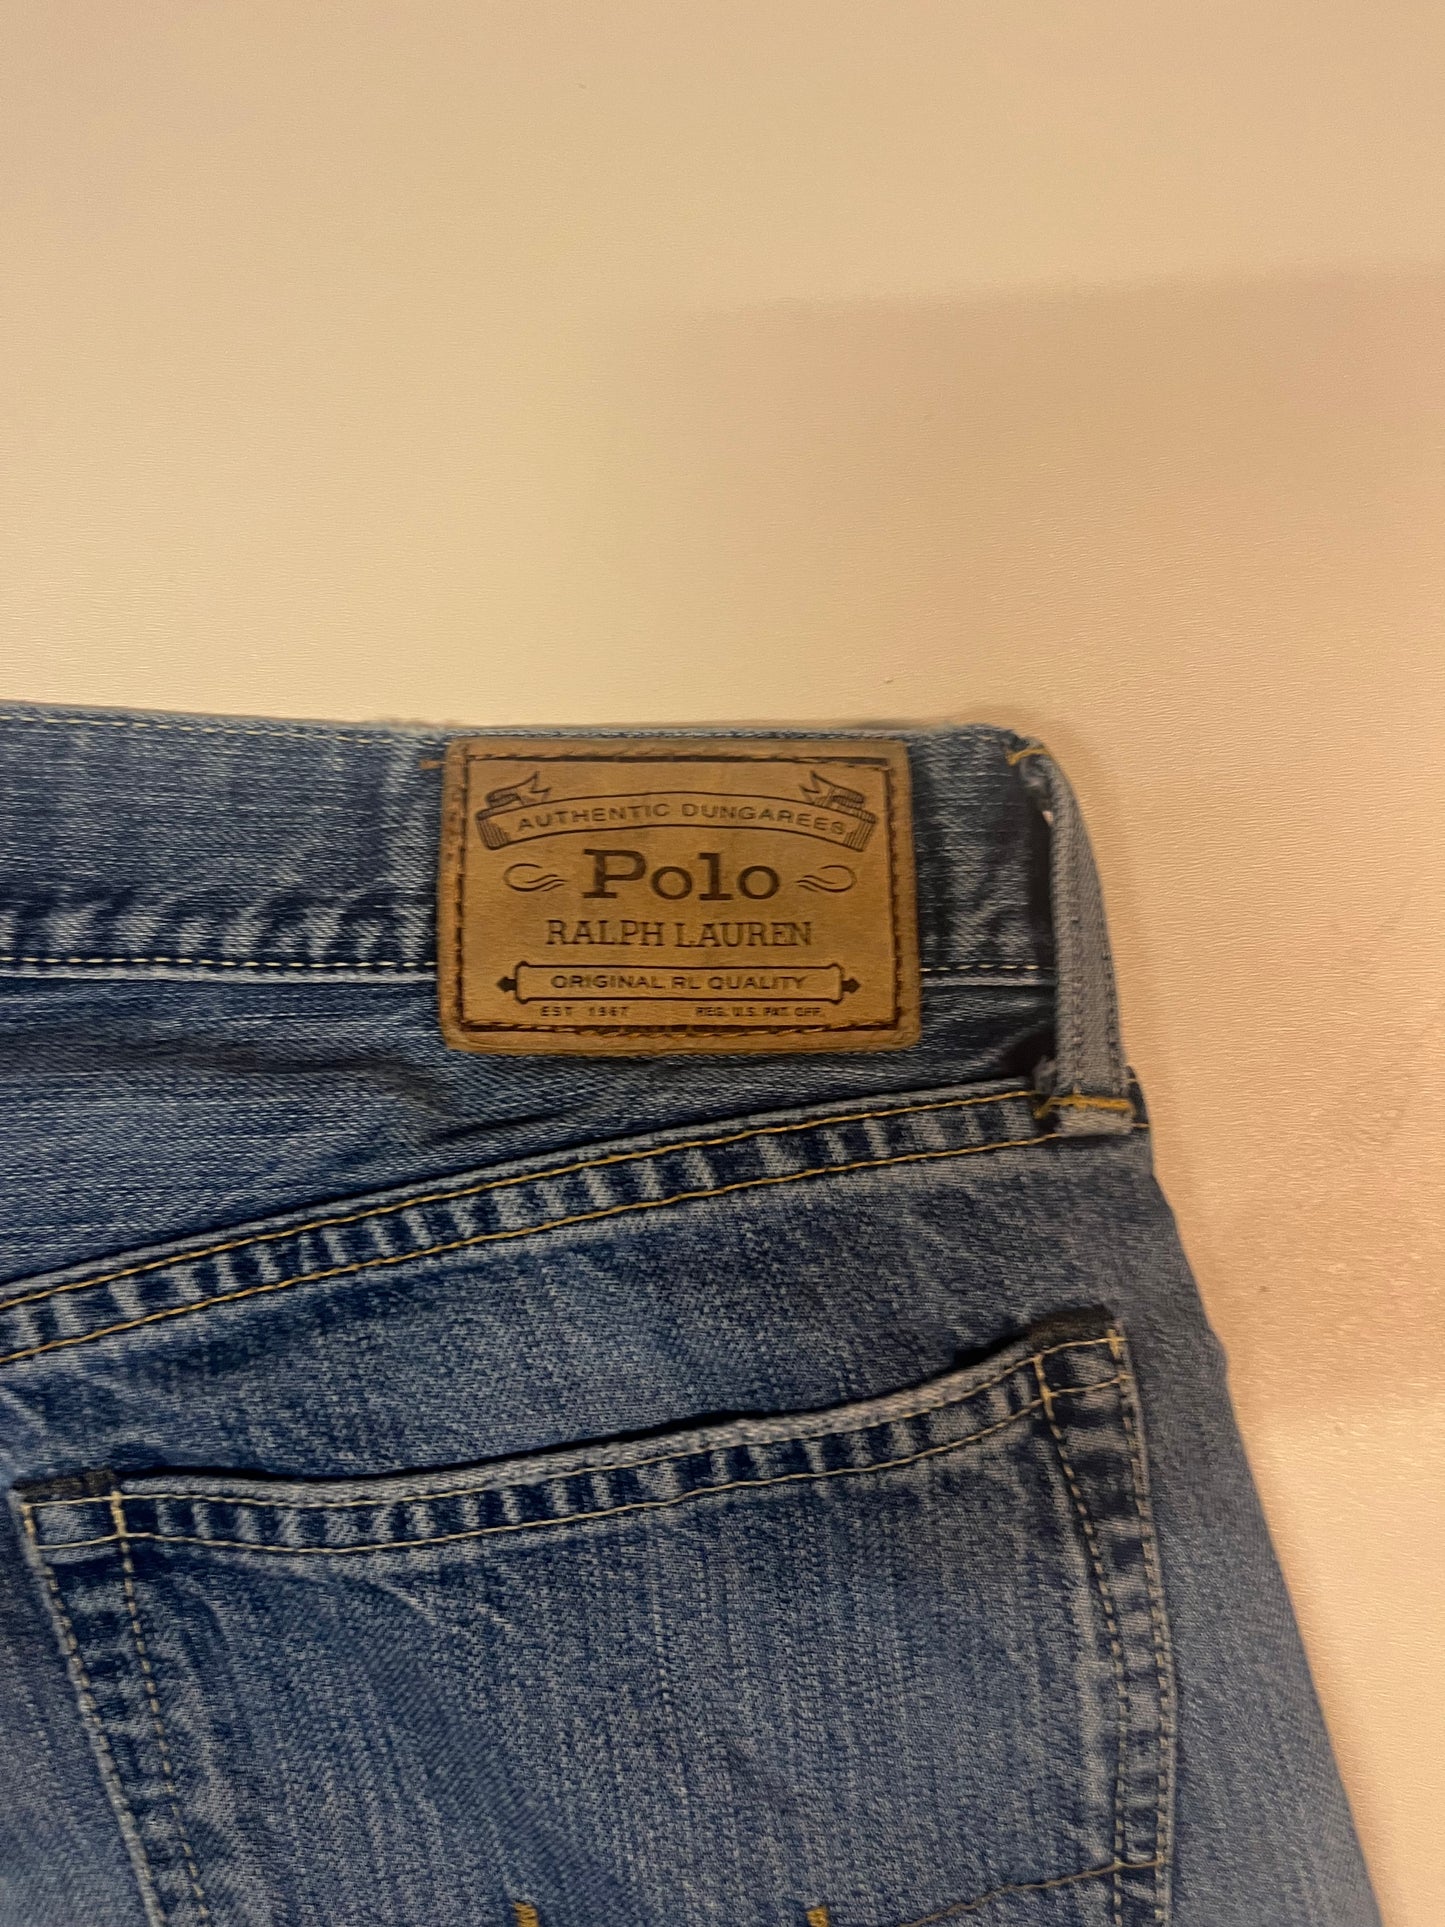 AUTHENTIC DUNGAREES
Polo
RALPH LAUREN
ORIGINAL RL QUALITY
EST 1967 REG. U.S. PAT. OFF.